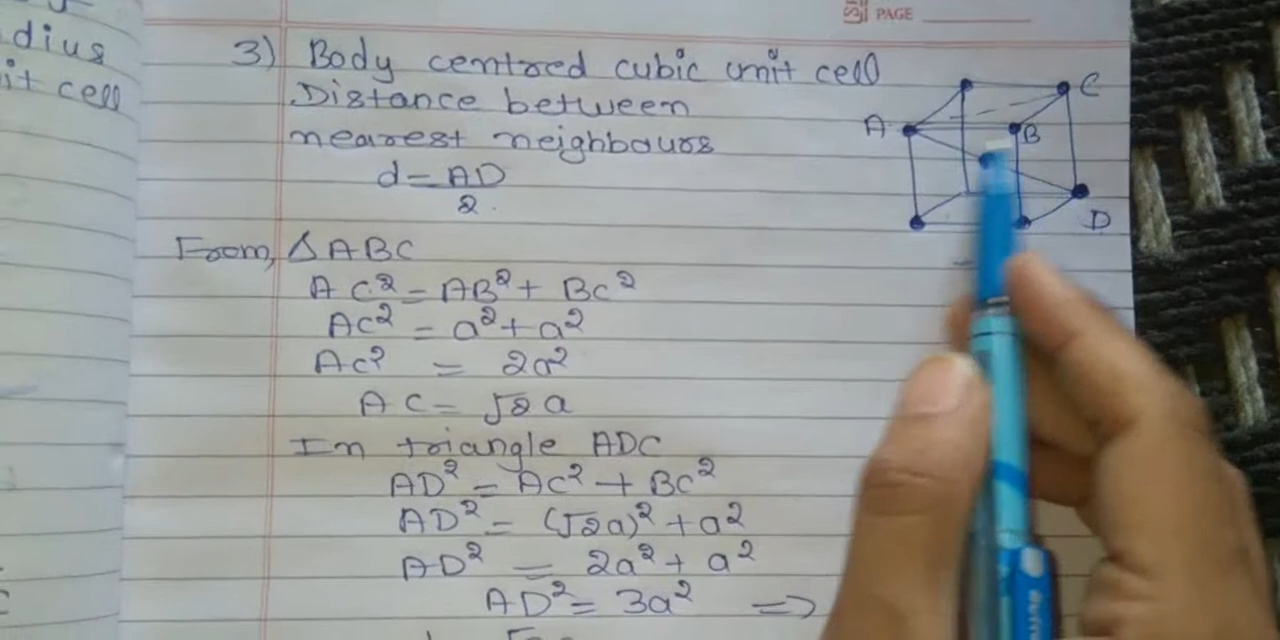 dius
it cell
PAGE
3) Body centred cubic unit cell
Distance between
nearest neighbours
d = AD
2.
A
B
C
D
From, △ABC
AC² = AB² + BC²
AC² = a² + a²
AC² = 2a²
AC = √2 a
In triangle ADC
AD² = AC² + BC²
AD² = (√2a)² + a²
AD² = 2a² + a²
AD² = 3a² ⇒